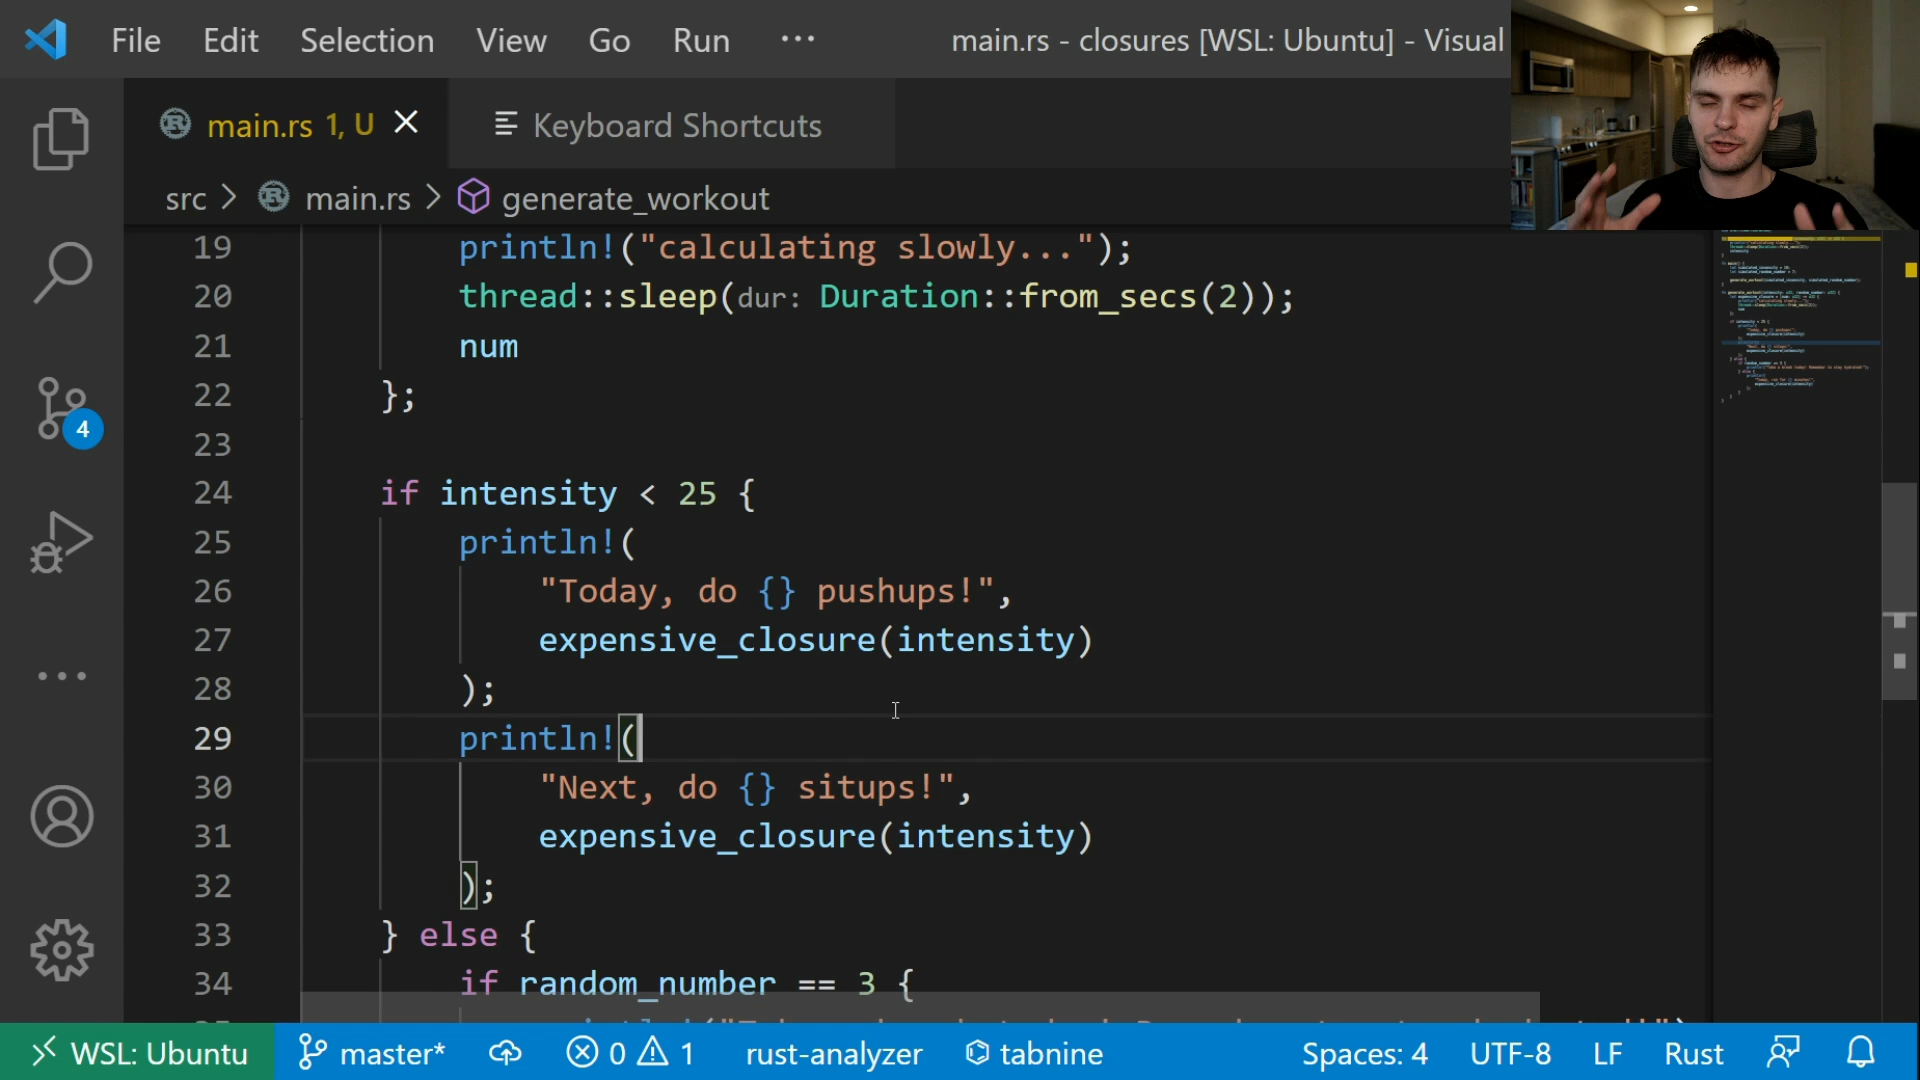 File Edit Selection View Go Run ··· main.rs - closures [WSL: Ubuntu] - Visual
main.rs 1, U Keyboard Shortcuts
src > main.rs > generate_workout
19 println!("calculating slowly...");
20 thread::sleep(dur: Duration::from_secs(2));
21 num
22 };
23
24 if intensity < 25 {
25 println!(
26 "Today, do {} pushups!",
27 expensive_closure(intensity)
28 );
29 println!(
30 "Next, do {} situps!",
31 expensive_closure(intensity)
32 );
33 } else {
34 if random_number == 3 {
4
WSL: Ubuntu master* 0 1 rust-analyzer tabnine Spaces: 4 UTF-8 LF Rust